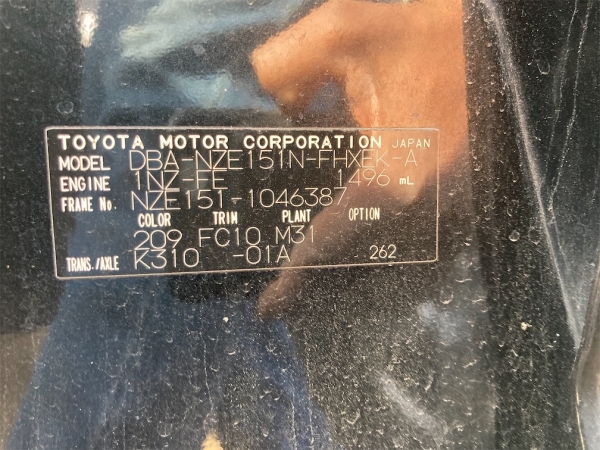 TOYOTA MOTOR CORPORATION JAPAN
MODEL DBA-NZE151N-FHXEK-A
ENGINE 1NZ-FE 1496 mL
FRAME No. NZE151-1046387
COLOR TRIM PLANT OPTION
209 FC10 M31
TRANS./AXLE K310 -01A 262